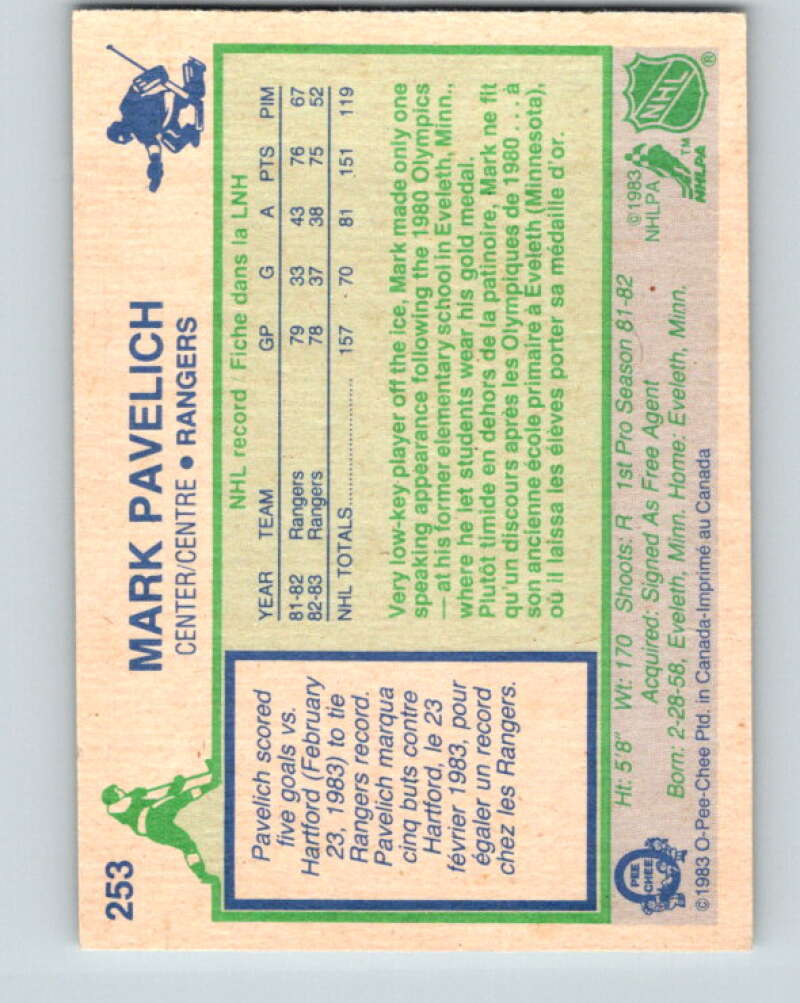 253
MARK PAVELICH
CENTER/CENTRE • RANGERS
Pavelich scored
five goals vs.
Hartford (February
23, 1983) to tie
Rangers record.
Pavelich marqua
cinq buts contre
Hartford, le 23
février 1983, pour
égaler un record
chez les Rangers.
NHL record / Fiche dans la LNH
YEAR TEAM GP G A PTS PIM
81-82 Rangers 79 33 43 76 67
82-83 Rangers 78 37 38 75 52
NHL TOTALS........................ 157 70 81 151 119
Very low-key player off the ice, Mark made only one
speaking appearance following the 1980 Olympics
— at his former elementary school in Eveleth, Minn.,
where he let students wear his gold medal.
Plutôt timide en dehors de la patinoire, Mark ne fit
qu'un discours après les Olympiques de 1980 . . . à
son ancienne école primaire à Eveleth (Minnesota),
où il laissa les élèves porter sa médaille d'or.
Ht: 5'8" Wt: 170 Shoots: R 1st Pro Season 81-82
Acquired: Signed As Free Agent
Born: 2-28-58, Eveleth, Minn. Home: Eveleth, Minn.
©1983 O-Pee-Chee Ptd. in Canada-Imprimé au Canada
O
PEE
CHEE
©1983
NHLPA
NHLPA
TM
NHL
®